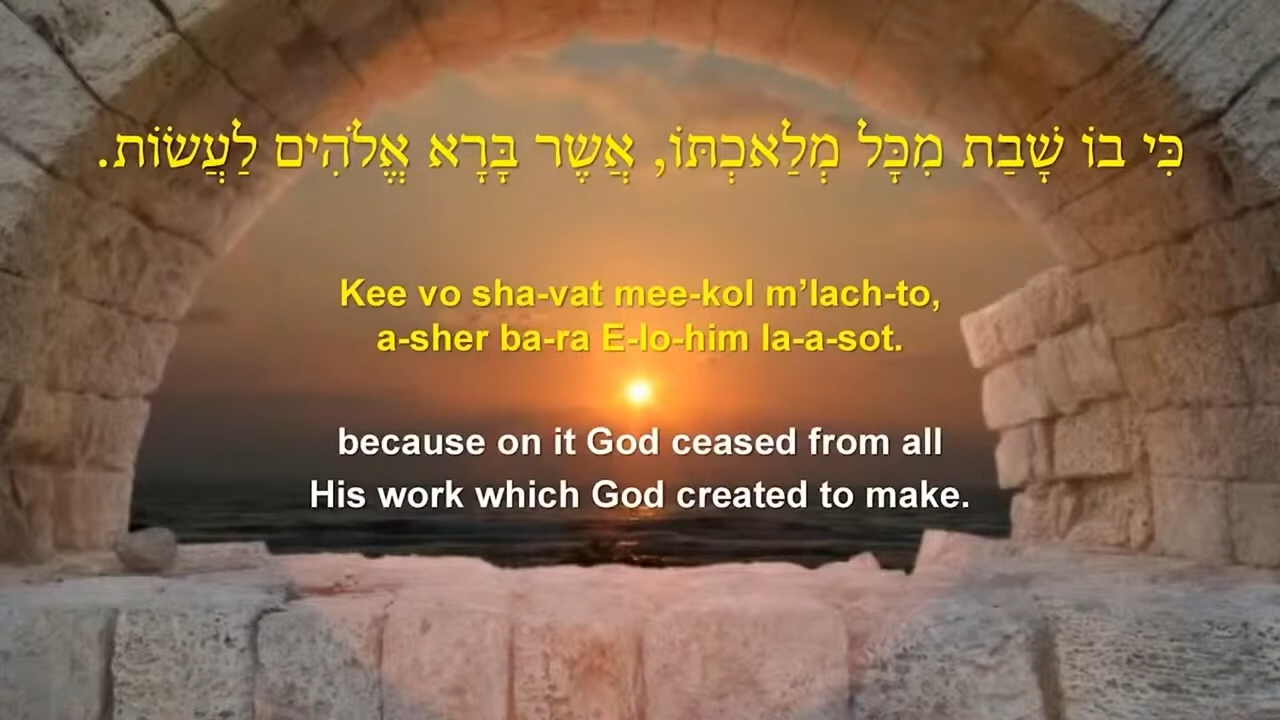 כִּי בוֹ שָׁבַת מִכָּל מְלַאכְתּוֹ, אֲשֶׁר בָּרָא אֱלֹהִים לַעֲשׂוֹת.
Kee vo sha-vat mee-kol m’lach-to,
a-sher ba-ra E-lo-him la-a-sot.
because on it God ceased from all
His work which God created to make.